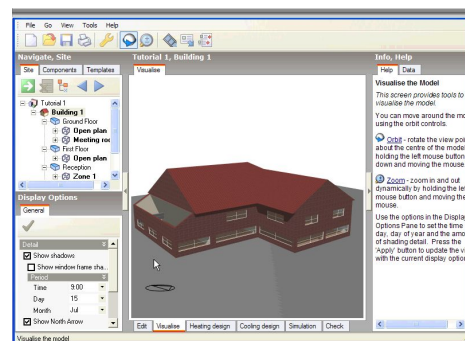 File Go View Tools Help
Navigate, Site
Tutorial 1, Building 1
Info, Help
Site Components Templates
Visualise
Help Data
Tutorial 1
Building 1
Ground Floor
Open plan
Meeting roo
First Floor
Open plan
Reception
Zone 1
Display Options
General
Detail
Show shadows
Show window frame sha...
Period
Time 9:00
Day 15
Month Jul
Show North Arrow
Edit Visualise Heating design Cooling design Simulation Check
Visualise the model
Visualise the Model
This screen provides tools to
visualise the model.
You can move around the mo
using the orbit controls.
Orbit - rotate the view poi
about the centre of the model
holding the left mouse button
down and moving the mouse.
Zoom - zoom in and out
dynamically by holding the lef
mouse button and moving the
mouse.
Use the options in the Display
Options Pane to set the time
day, day of year and the amo
of shading detail. Press the
'Apply' button to update the vi
with the current display option